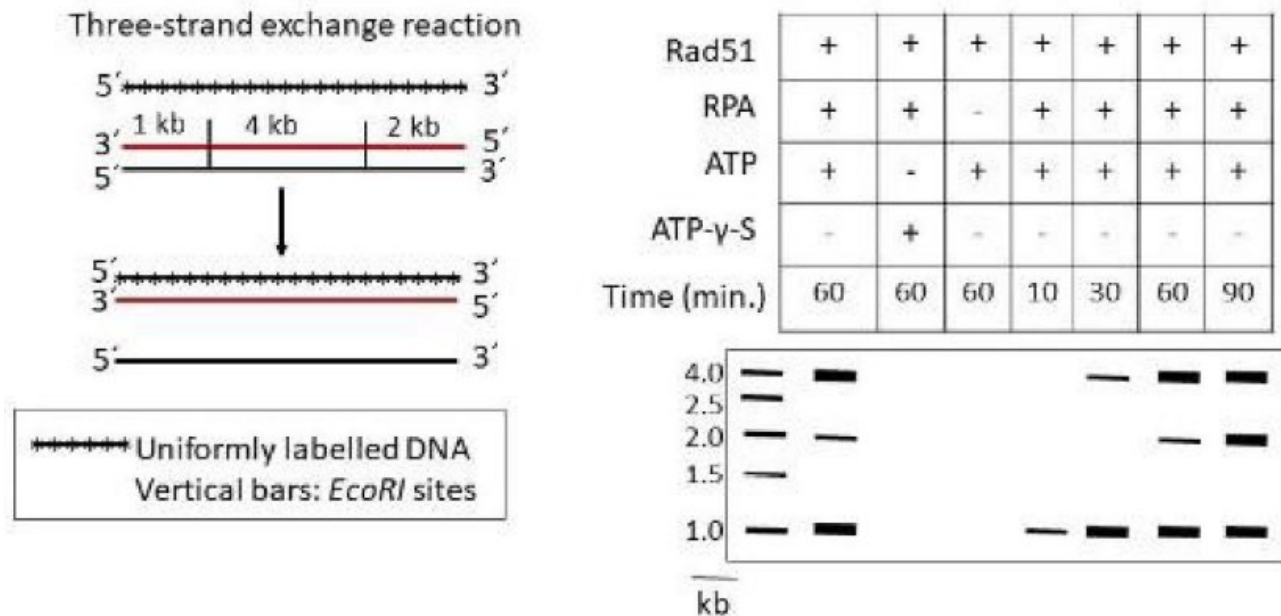 Three-strand exchange reaction
5´ 3´
1 kb 4 kb 2 kb
3´ 5´
5´ 3´
5´ 3´
3´ 5´
5´ 3´
Uniformly labelled DNA
Vertical bars: EcoRI sites
Rad51 + + + + + + +
RPA + + - + + + +
ATP + - + + + + +
ATP-γ-S - + - - - - -
Time (min.) 60 60 60 10 30 60 90
4.0
2.5
2.0
1.5
1.0
kb